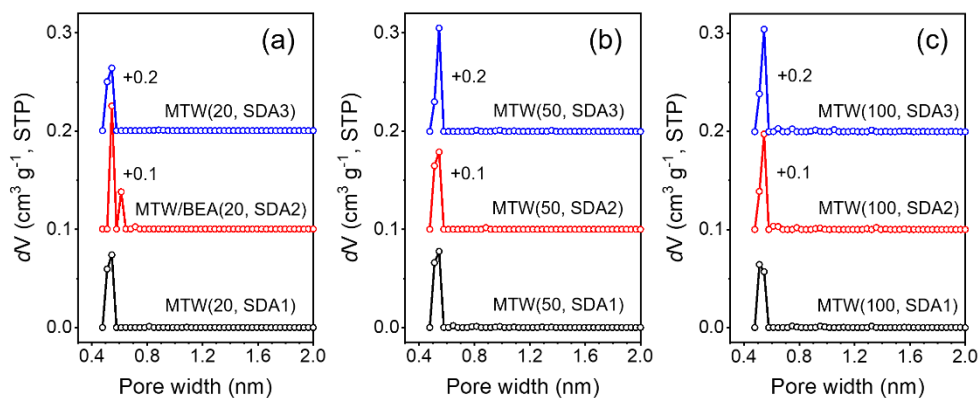 (a)
0.3
+0.2
MTW(20, SDA3)
0.2
+0.1
MTW/BEA(20, SDA2)
0.1
MTW(20, SDA1)
0.0
dV (cm³ g⁻¹, STP)
0.4 0.8 1.2 1.6 2.0
Pore width (nm)
(b)
0.3
+0.2
MTW(50, SDA3)
0.2
+0.1
MTW(50, SDA2)
0.1
MTW(50, SDA1)
0.0
dV (cm³ g⁻¹, STP)
0.4 0.8 1.2 1.6 2.0
Pore width (nm)
(c)
0.3
+0.2
MTW(100, SDA3)
0.2
+0.1
MTW(100, SDA2)
0.1
MTW(100, SDA1)
0.0
dV (cm³ g⁻¹, STP)
0.4 0.8 1.2 1.6 2.0
Pore width (nm)